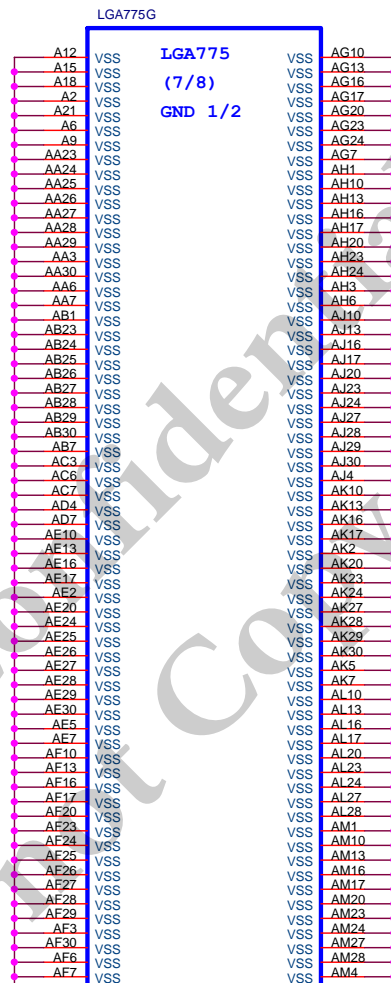 LGA775G
LGA775
(7/8)
GND 1/2
A12 VSS VSS AG10
A15 VSS VSS AG13
A18 VSS VSS AG16
A2 VSS VSS AG17
A21 VSS VSS AG20
A6 VSS VSS AG23
A9 VSS VSS AG24
AA23 VSS VSS AG7
AA24 VSS VSS AH1
AA25 VSS VSS AH10
AA26 VSS VSS AH13
AA27 VSS VSS AH16
AA28 VSS VSS AH17
AA29 VSS VSS AH20
AA3 VSS VSS AH23
AA30 VSS VSS AH24
AA6 VSS VSS AH3
AA7 VSS VSS AH6
AB1 VSS VSS AJ10
AB23 VSS VSS AJ13
AB24 VSS VSS AJ16
AB25 VSS VSS AJ17
AB26 VSS VSS AJ20
AB27 VSS VSS AJ23
AB28 VSS VSS AJ24
AB29 VSS VSS AJ27
AB30 VSS VSS AJ28
AB7 VSS VSS AJ29
AC3 VSS VSS AJ30
AC6 VSS VSS AJ4
AC7 VSS VSS AK10
AD4 VSS VSS AK13
AD7 VSS VSS AK16
AE10 VSS VSS AK17
AE13 VSS VSS AK2
AE16 VSS VSS AK20
AE17 VSS VSS AK23
AE2 VSS VSS AK24
AE20 VSS VSS AK27
AE24 VSS VSS AK28
AE25 VSS VSS AK29
AE26 VSS VSS AK30
AE27 VSS VSS AK5
AE28 VSS VSS AK7
AE29 VSS VSS AL10
AE30 VSS VSS AL13
AE5 VSS VSS AL16
AE7 VSS VSS AL17
AF10 VSS VSS AL20
AF13 VSS VSS AL23
AF16 VSS VSS AL24
AF17 VSS VSS AL27
AF20 VSS VSS AL28
AF23 VSS VSS AM1
AF24 VSS VSS AM10
AF25 VSS VSS AM13
AF26 VSS VSS AM16
AF27 VSS VSS AM17
AF28 VSS VSS AM20
AF29 VSS VSS AM23
AF3 VSS VSS AM24
AF30 VSS VSS AM27
AF6 VSS VSS AM28
AF7 VSS VSS AM4
Confidential
not Copy